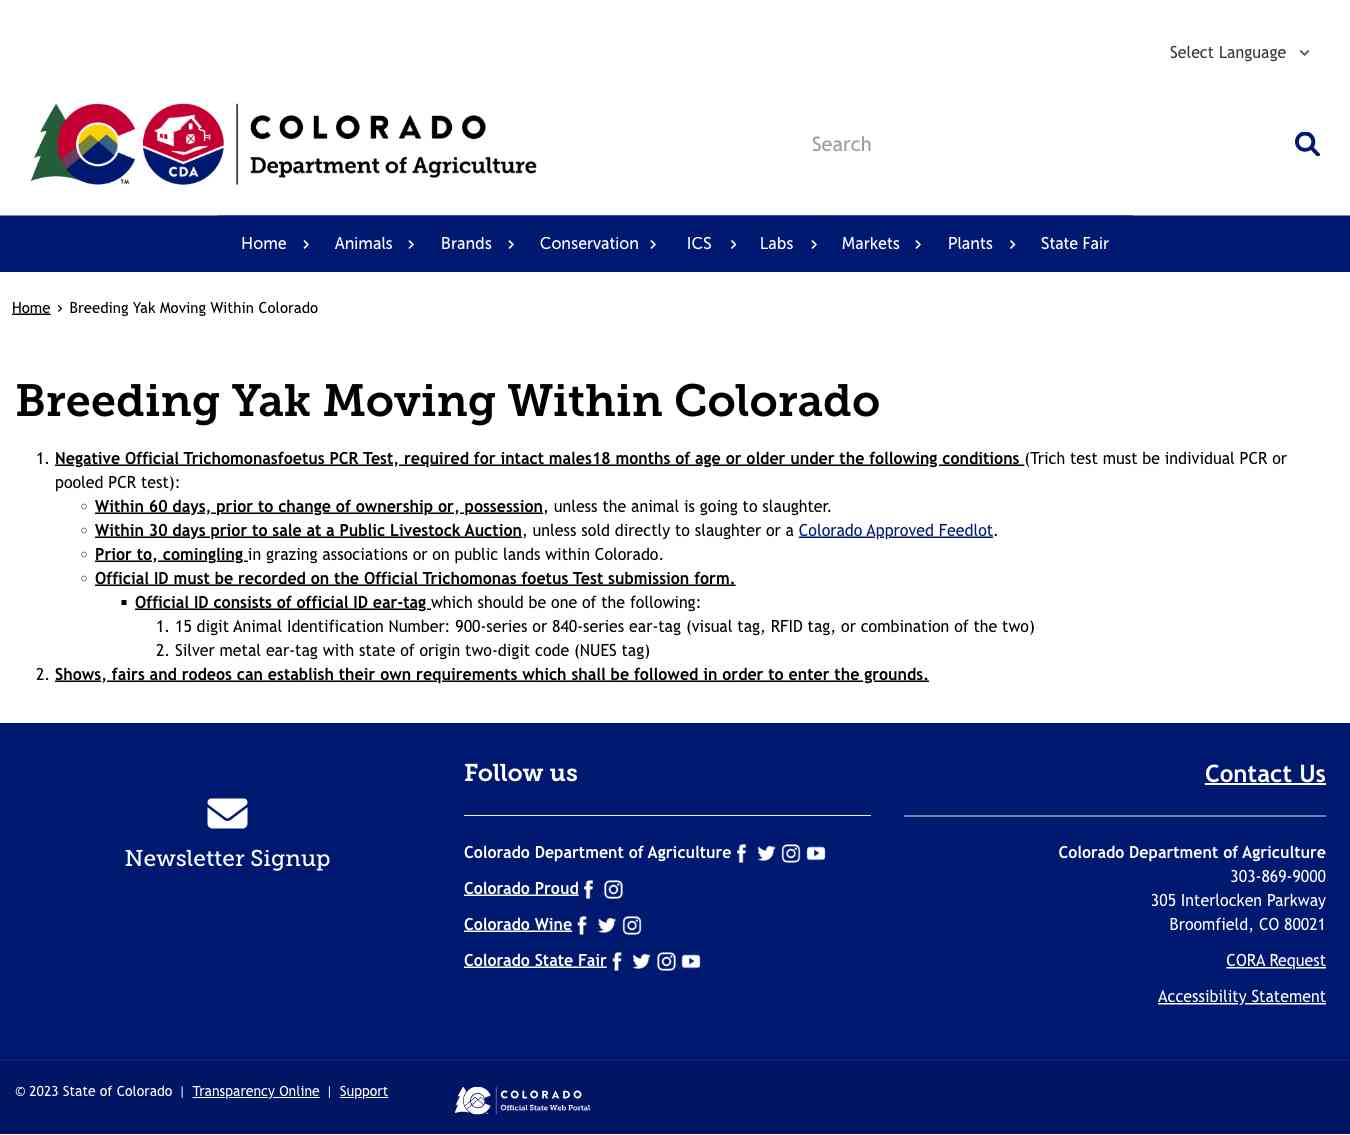 Select Language
COLORADO
Department of Agriculture
CDA
TM
Search
Home Animals Brands Conservation ICS Labs Markets Plants State Fair
Home › Breeding Yak Moving Within Colorado
Breeding Yak Moving Within Colorado
1. Negative Official Trichomonasfoetus PCR Test, required for intact males18 months of age or older under the following conditions (Trich test must be individual PCR or
pooled PCR test):
○ Within 60 days, prior to change of ownership or, possession, unless the animal is going to slaughter.
○ Within 30 days prior to sale at a Public Livestock Auction, unless sold directly to slaughter or a Colorado Approved Feedlot.
○ Prior to, comingling in grazing associations or on public lands within Colorado.
○ Official ID must be recorded on the Official Trichomonas foetus Test submission form.
▪ Official ID consists of official ID ear-tag which should be one of the following:
1. 15 digit Animal Identification Number: 900-series or 840-series ear-tag (visual tag, RFID tag, or combination of the two)
2. Silver metal ear-tag with state of origin two-digit code (NUES tag)
2. Shows, fairs and rodeos can establish their own requirements which shall be followed in order to enter the grounds.
Newsletter Signup
Follow us
Colorado Department of Agriculture
Colorado Proud
Colorado Wine
Colorado State Fair
Contact Us
Colorado Department of Agriculture
303-869-9000
305 Interlocken Parkway
Broomfield, CO 80021
CORA Request
Accessibility Statement
© 2023 State of Colorado | Transparency Online | Support
COLORADO
Official State Web Portal